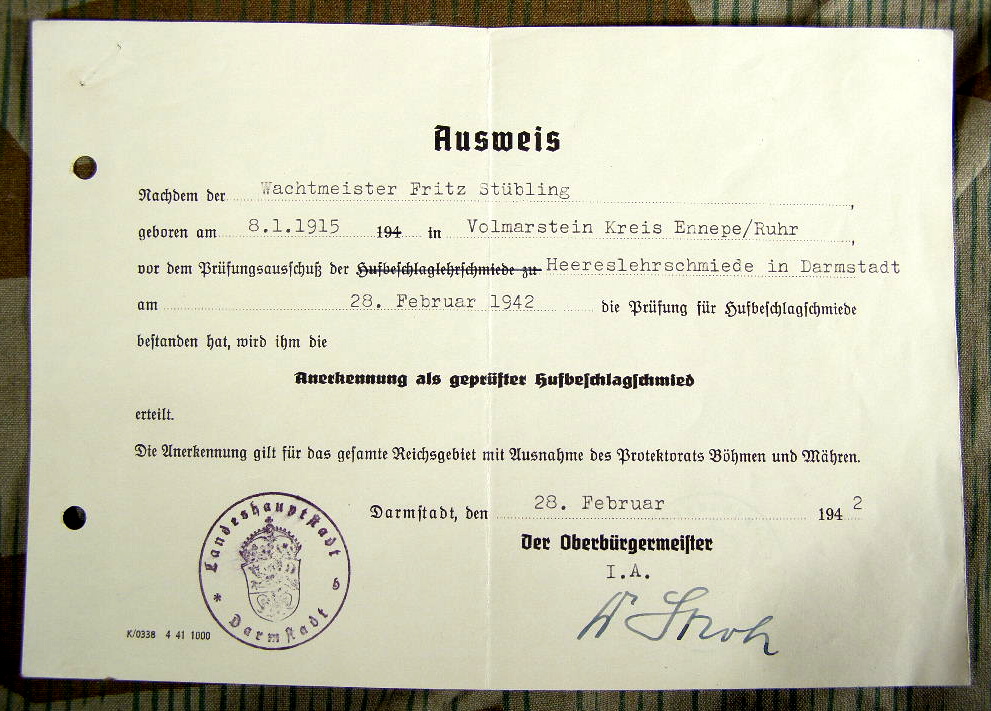 Ausweis
Nachdem der Wachtmeister Fritz Stübling,
geboren am 8.1.1915 194 in Volmarstein Kreis Ennepe/Ruhr,
vor dem Prüfungsausschuß der Hufbeschlaglehrschmiede zu Heereslehrschmiede in Darmstadt
am 28. Februar 1942 die Prüfung für Hufbeschlagschmiede
bestanden hat, wird ihm die
Anerkennung als geprüfter Hufbeschlagschmied
erteilt.
Die Anerkennung gilt für das gesamte Reichsgebiet mit Ausnahme des Protektorats Böhmen und Mähren.
Darmstadt, den 28. Februar 194 2
Der Oberbürgermeister
I.A.
Landeshauptstadt
6
* Darmstadt
K/0338 4 41 1000